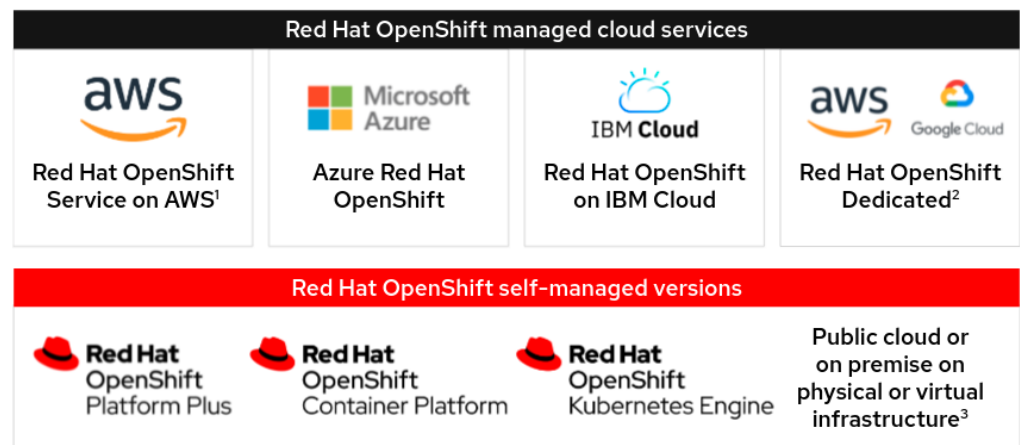 Red Hat OpenShift managed cloud services
aws
Red Hat OpenShift
Service on AWS¹
Microsoft
Azure
Azure Red Hat
OpenShift
IBM Cloud
Red Hat OpenShift
on IBM Cloud
aws
Google Cloud
Red Hat OpenShift
Dedicated²
Red Hat OpenShift self-managed versions
Red Hat
OpenShift
Platform Plus
Red Hat
OpenShift
Container Platform
Red Hat
OpenShift
Kubernetes Engine
Public cloud or
on premise on
physical or virtual
infrastructure³